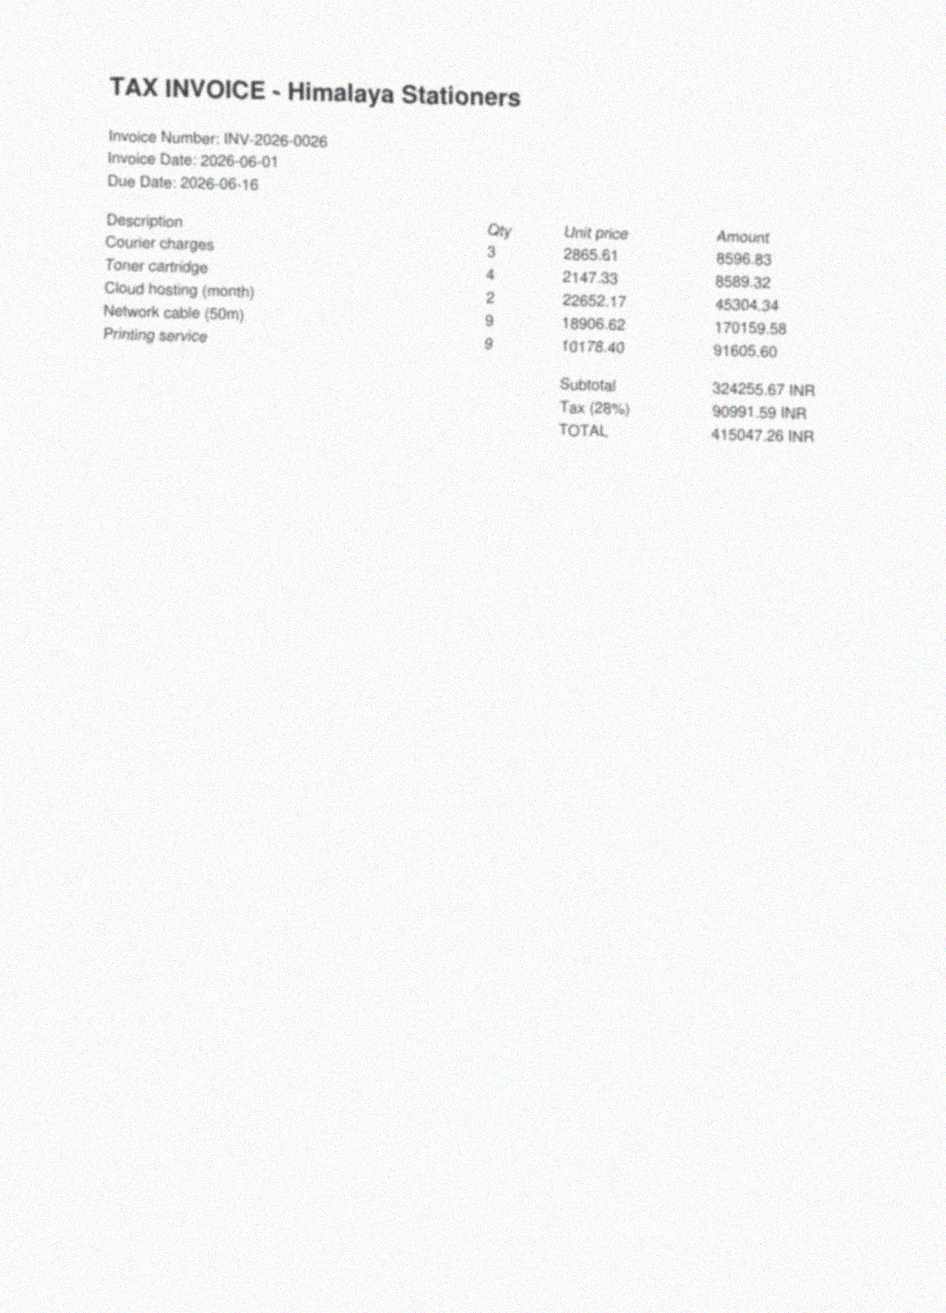 TAX INVOICE - Himalaya Stationers
Invoice Number: INV-2026-0026
Invoice Date: 2026-06-01
Due Date: 2026-06-16
Description Qty Unit price Amount
Courier charges 3 2865.61 8596.83
Toner cartridge 4 2147.33 8589.32
Cloud hosting (month) 2 22652.17 45304.34
Network cable (50m) 9 18906.62 170159.58
Printing service 9 10178.40 91605.60
Subtotal 324255.67 INR
Tax (28%) 90991.59 INR
TOTAL 415047.26 INR